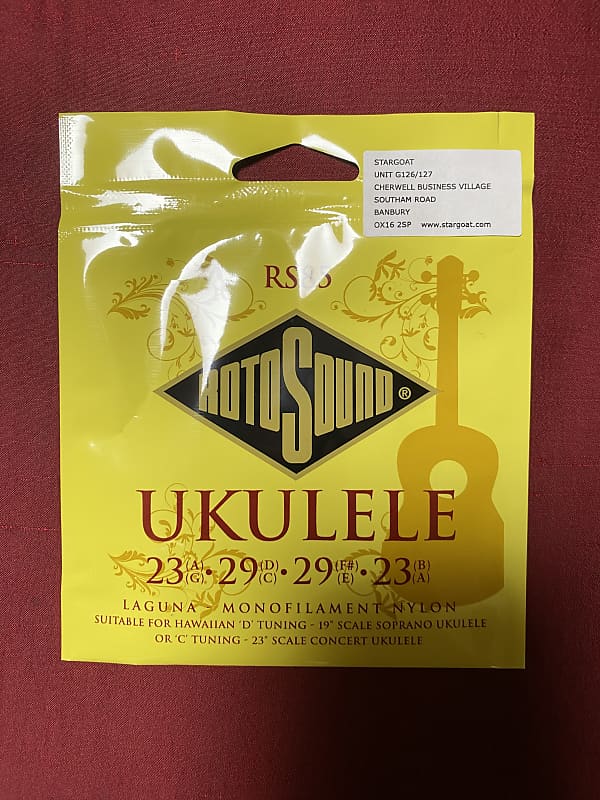 STARGOAT
UNIT G126/127
CHERWELL BUSINESS VILLAGE
SOUTHAM ROAD
BANBURY
OX16 2SP www.stargoat.com
ROTOSOUND ®
UKULELE
23 (A) (G) · 29 (D) (C) · 29 (F#) (E) · 23 (B) (A)
LAGUNA - MONOFILAMENT NYLON
SUITABLE FOR HAWAIIAN 'D' TUNING - 19" SCALE SOPRANO UKULELE
OR 'C' TUNING - 23" SCALE CONCERT UKULELE